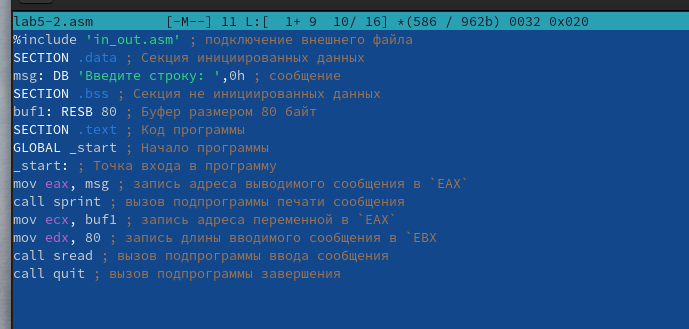 lab5-2.asm [-M--] 11 L:[ 1+ 9 10/ 16] *(586 / 962b) 0032 0x020
%include 'in_out.asm' ; подключение внешнего файла
SECTION .data ; Секция инициированных данных
msg: DB 'Введите строку: ',0h ; сообщение
SECTION .bss ; Секция не инициированных данных
buf1: RESB 80 ; Буфер размером 80 байт
SECTION .text ; Код программы
GLOBAL _start ; Начало программы
_start: ; Точка входа в программу
mov eax, msg ; запись адреса выводимого сообщения в `EAX`
call sprint ; вызов подпрограммы печати сообщения
mov ecx, buf1 ; запись адреса переменной в `EAX`
mov edx, 80 ; запись длины вводимого сообщения в `EBX
call sread ; вызов подпрограммы ввода сообщения
call quit ; вызов подпрограммы завершения